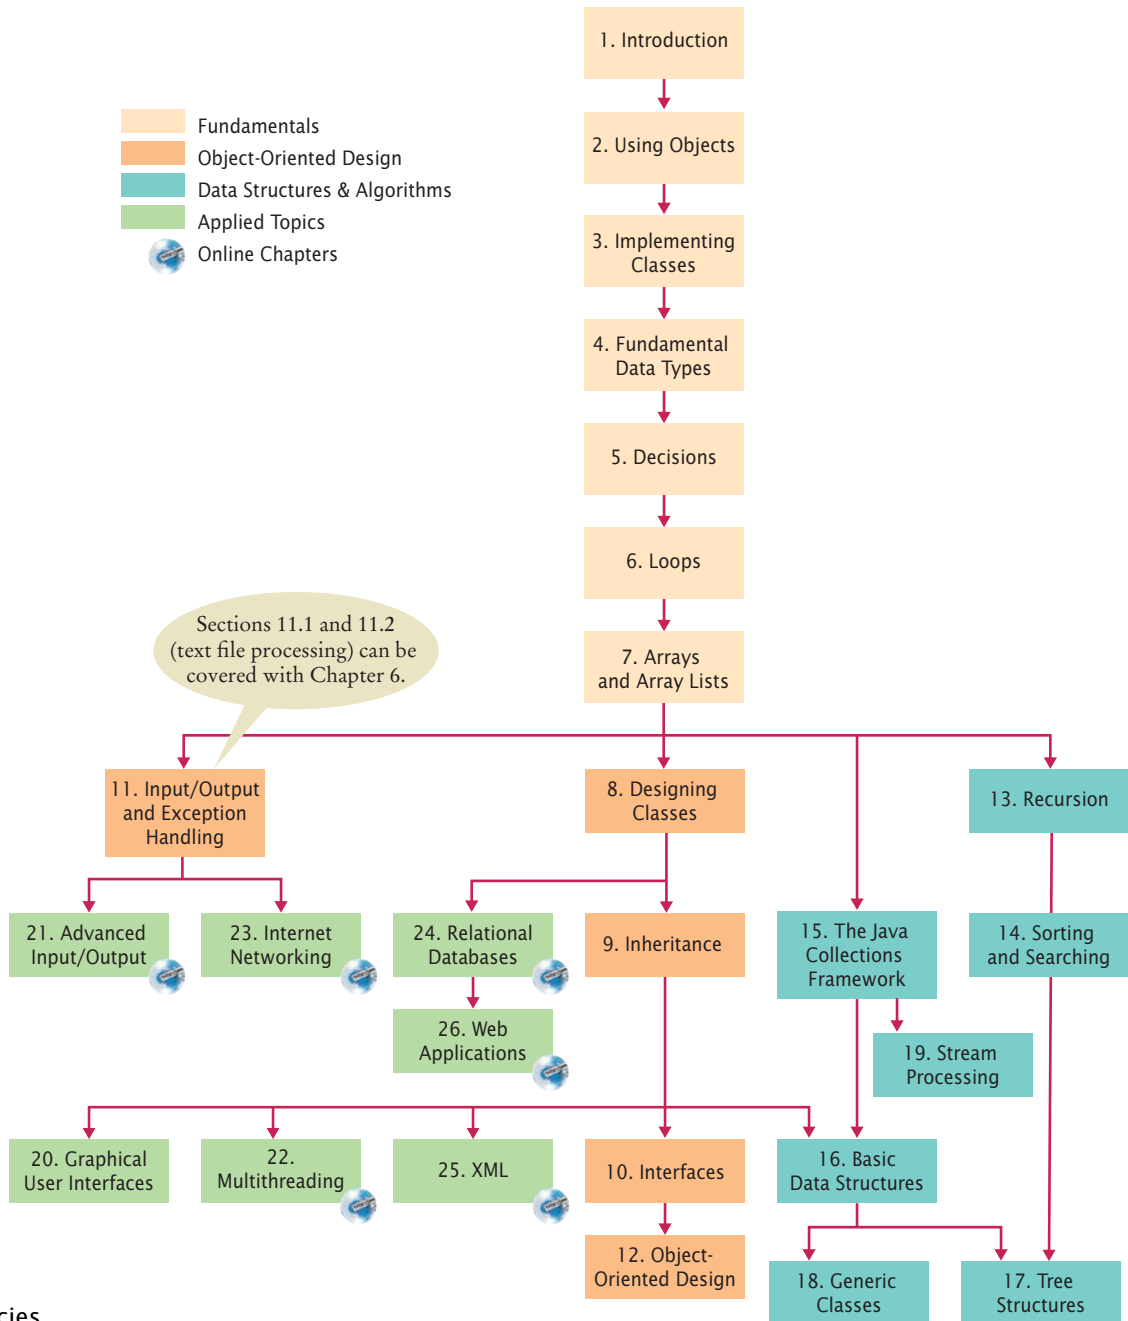 1. Introduction
Fundamentals
Object-Oriented Design
Data Structures & Algorithms
Applied Topics
Online Chapters
2. Using Objects
3. Implementing
Classes
4. Fundamental
Data Types
5. Decisions
6. Loops
Sections 11.1 and 11.2
(text file processing) can be
covered with Chapter 6.
7. Arrays
and Array Lists
11. Input/Output
and Exception
Handling
8. Designing
Classes
13. Recursion
21. Advanced
Input/Output
23. Internet
Networking
24. Relational
Databases
9. Inheritance
15. The Java
Collections
Framework
14. Sorting
and Searching
26. Web
Applications
19. Stream
Processing
20. Graphical
User Interfaces
22.
Multithreading
25. XML
10. Interfaces
16. Basic
Data Structures
12. Object-
Oriented Design
18. Generic
Classes
17. Tree
Structures